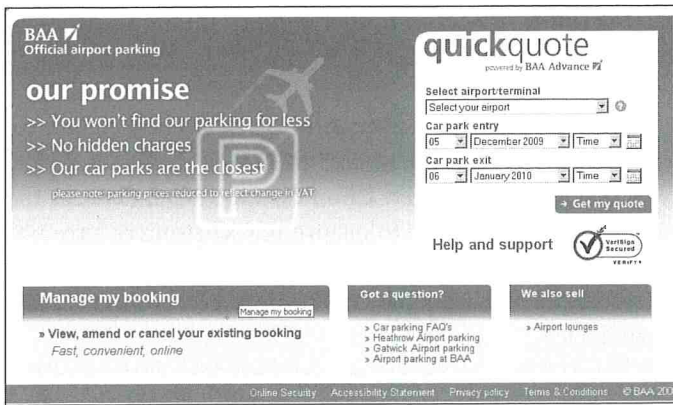 BAA
Official airport parking
our promise
>> You won't find our parking for less
>> No hidden charges
>> Our car parks are the closest
please note: parking prices reduced to reflect change in VAT
P
quickquote
powered by BAA Advance
Select airport/terminal
Select your airport
Car park entry
05 December 2009 Time
Car park exit
06 January 2010 Time
Get my quote
Help and support
VeriSign
Secured
VERIFY
Manage my booking
Manage my booking
» View, amend or cancel your existing booking
Fast, convenient, online
Got a question?
» Car parking FAQ's
» Heathrow Airport parking
» Gatwick Airport parking
» Airport parking at BAA
We also sell
» Airport lounges
Online Security Accessibility Statement Privacy policy Terms & Conditions © BAA